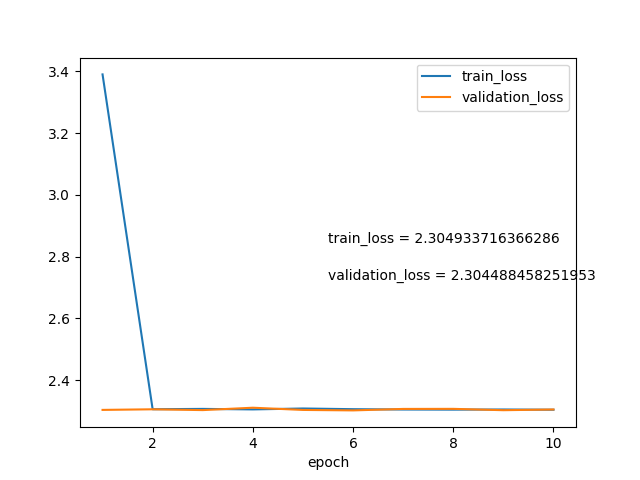 3.4
3.2
3.0
2.8
2.6
2.4
train_loss
validation_loss
train_loss = 2.304933716366286
validation_loss = 2.304488458251953
2 4 6 8 10
epoch